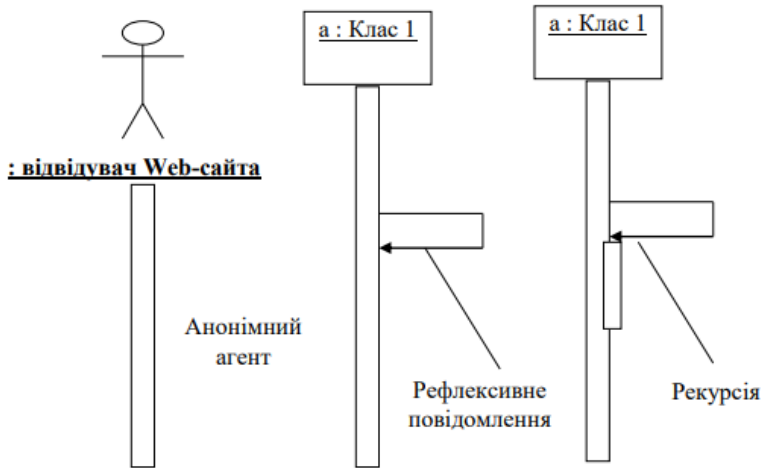 a : Клас 1
a : Клас 1
: відвідувач Web-сайта
Анонімний
агент
Рефлексивне
повідомлення
Рекурсія